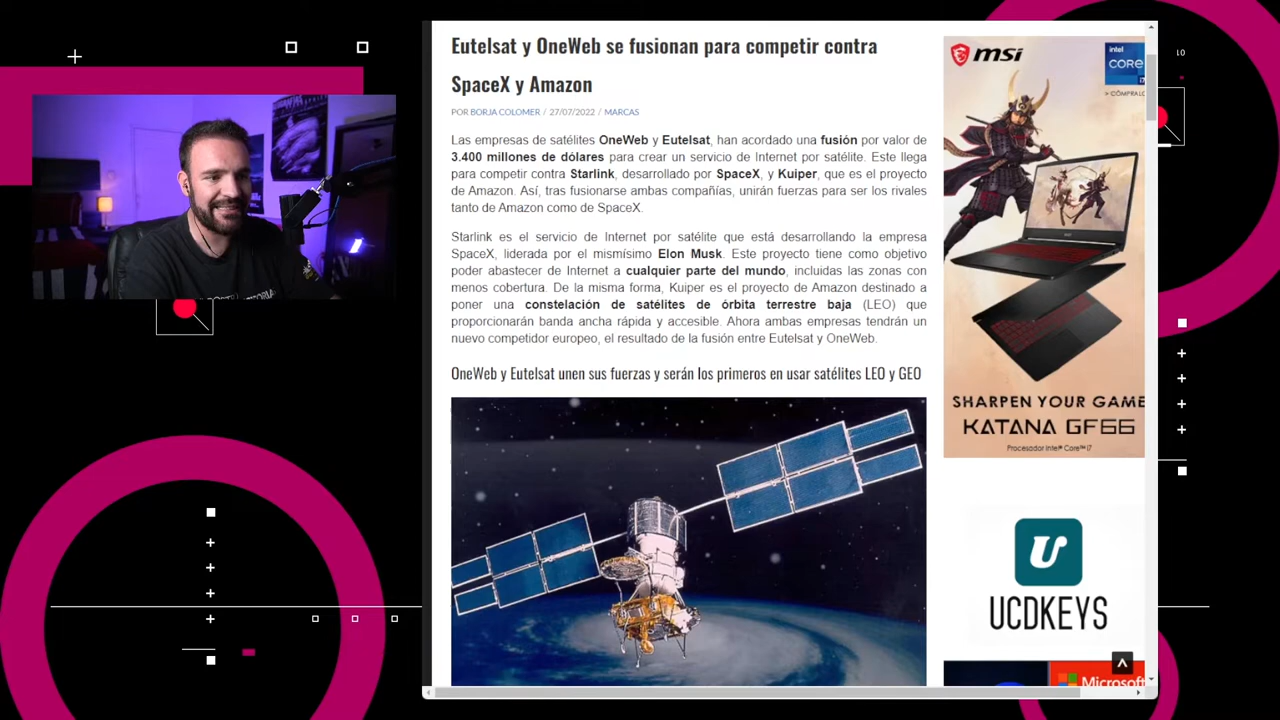 Eutelsat y OneWeb se fusionan para competir contra
SpaceX y Amazon
POR BORJA COLOMER / 27/07/2022 / MARCAS
Las empresas de satélites OneWeb y Eutelsat, han acordado una fusión por valor de
3.400 millones de dólares para crear un servicio de Internet por satélite. Este llega
para competir contra Starlink, desarrollado por SpaceX, y Kuiper, que es el proyecto
de Amazon. Así, tras fusionarse ambas compañías, unirán fuerzas para ser los rivales
tanto de Amazon como de SpaceX.
Starlink es el servicio de Internet por satélite que está desarrollando la empresa
SpaceX, liderada por el mismísimo Elon Musk. Este proyecto tiene como objetivo
poder abastecer de Internet a cualquier parte del mundo, incluidas las zonas con
menos cobertura. De la misma forma, Kuiper es el proyecto de Amazon destinado a
poner una constelación de satélites de órbita terrestre baja (LEO) que
proporcionarán banda ancha rápida y accesible. Ahora ambas empresas tendrán un
nuevo competidor europeo, el resultado de la fusión entre Eutelsat y OneWeb.
OneWeb y Eutelsat unen sus fuerzas y serán los primeros en usar satélites LEO y GEO
msi
intel
CORE
i7
> CÓMPRALO
SHARPEN YOUR GAME
KATANA GF66
Procesador Intel® Core™ i7
UCDKEYS
Microsoft
01